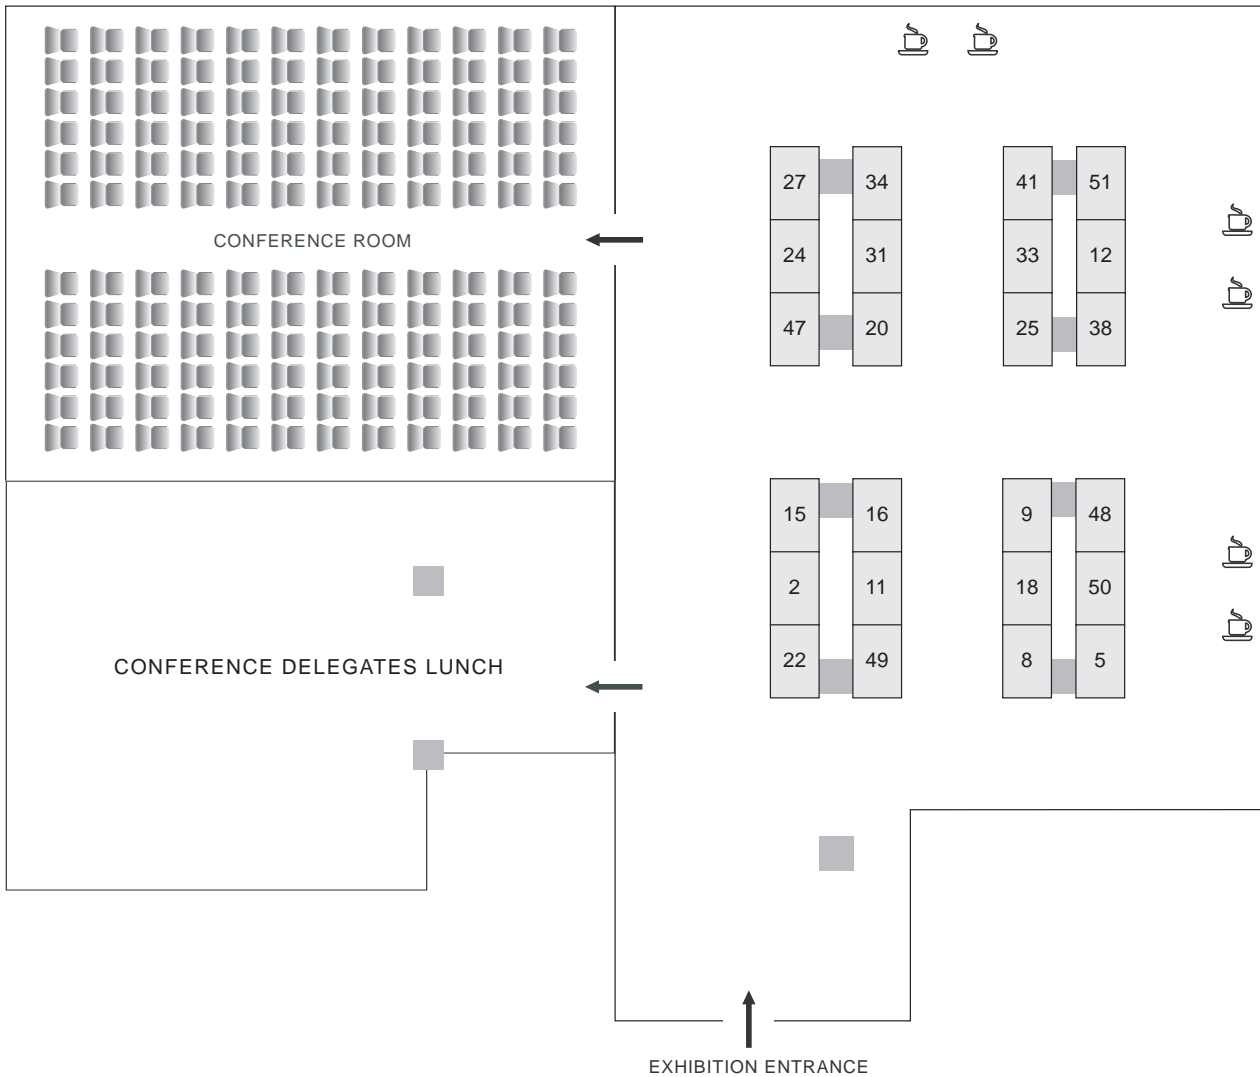 27 34 41 51
CONFERENCE ROOM
24 31 33 12
47 20 25 38
15 16 9 48
2 11 18 50
CONFERENCE DELEGATES LUNCH
22 49 8 5
EXHIBITION ENTRANCE